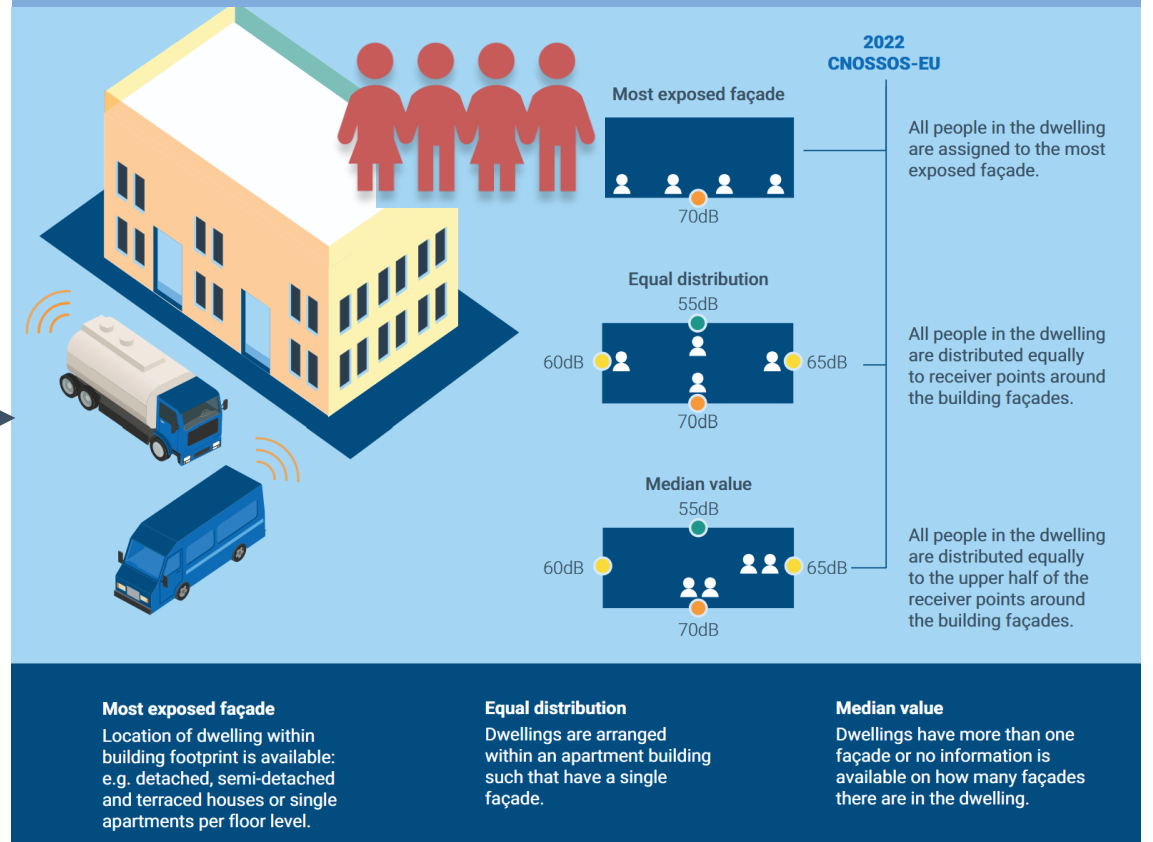 2022
CNOSSOS-EU
Most exposed façade
70dB
All people in the dwelling
are assigned to the most
exposed façade.
Equal distribution
55dB
60dB
65dB
70dB
All people in the dwelling
are distributed equally
to receiver points around
the building façades.
Median value
55dB
60dB
65dB
70dB
All people in the dwelling
are distributed equally
to the upper half of the
receiver points around
the building façades.
Most exposed façade
Location of dwelling within
building footprint is available:
e.g. detached, semi-detached
and terraced houses or single
apartments per floor level.
Equal distribution
Dwellings are arranged
within an apartment building
such that have a single
façade.
Median value
Dwellings have more than one
façade or no information is
available on how many façades
there are in the dwelling.